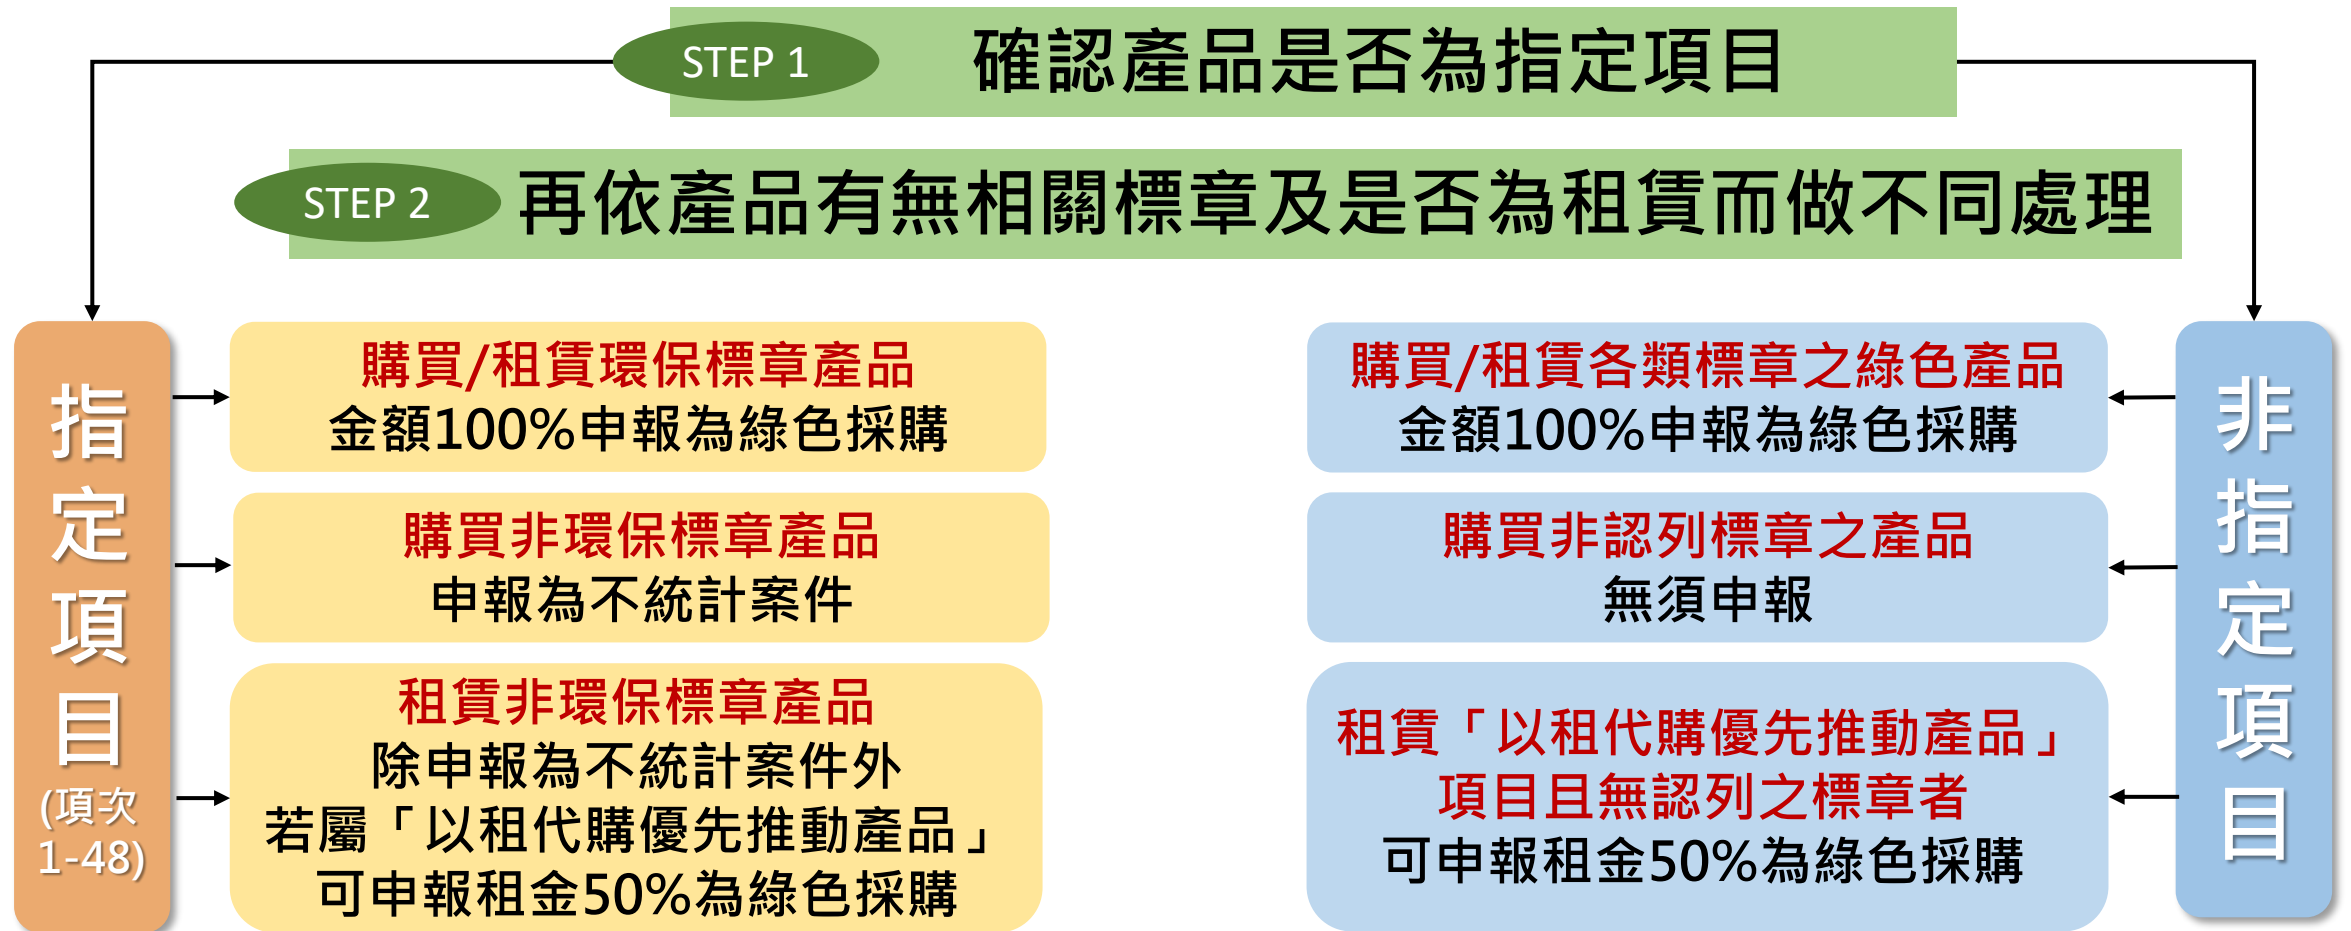 STEP 1
確認產品是否為指定項目
STEP 2
再依產品有無相關標章及是否為租賃而做不同處理
指定項目
(項次
1-48)
購買/租賃環保標章產品
金額100%申報為綠色採購
購買非環保標章產品
申報為不統計案件
租賃非環保標章產品
除申報為不統計案件外
若屬「以租代購優先推動產品」
可申報租金50%為綠色採購
購買/租賃各類標章之綠色產品
金額100%申報為綠色採購
購買非認列標章之產品
無須申報
租賃「以租代購優先推動產品」
項目且無認列之標章者
可申報租金50%為綠色採購
非指定項目